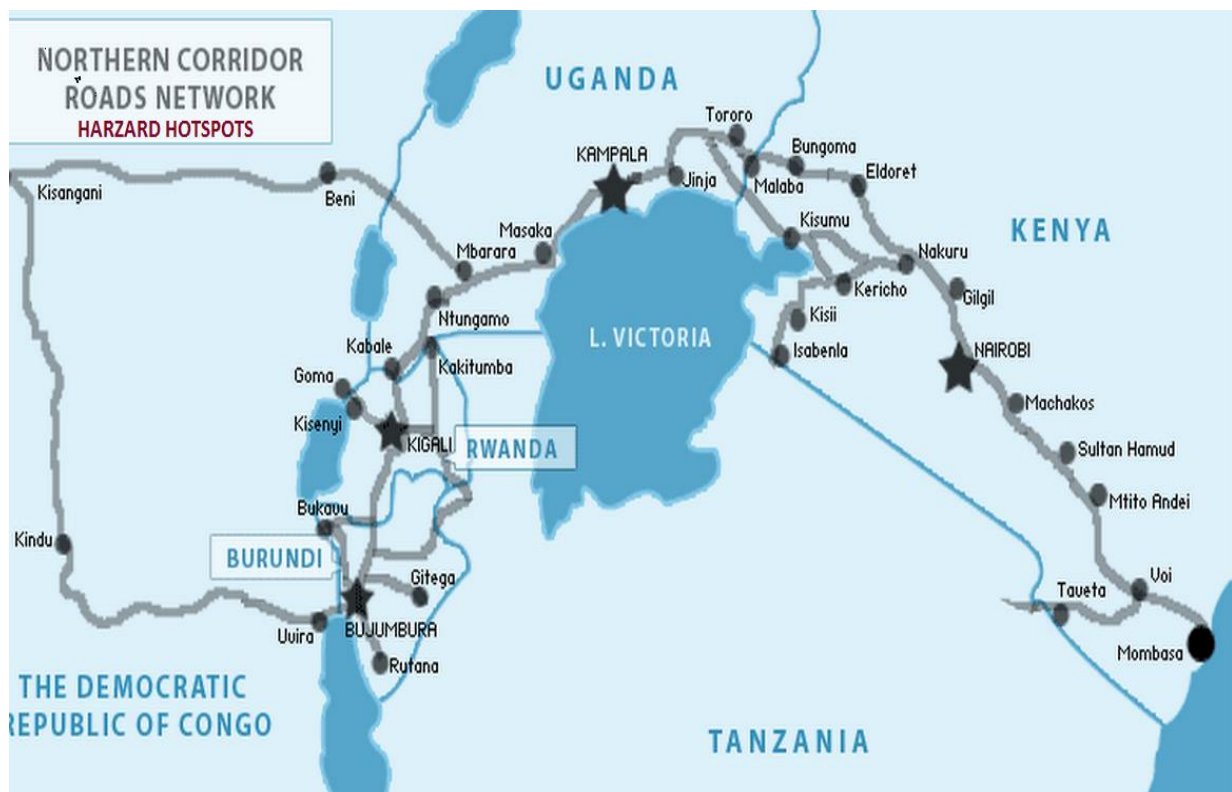 NORTHERN CORRIDOR
ROADS NETWORK
HARZARD HOTSPOTS
UGANDA
Tororo
Bungoma
KAMPALA
Eldoret
Jinja
Malaba
Kisangani
Beni
Masaka
Kisumu
KENYA
Mbarara
Nakuru
Kericho
Gilgil
Ntungamo
Kisii
L. VICTORIA
Kabale
Isabenla
NAIROBI
Kakitumba
Goma
Machakos
Kisenyi
KIGALI
RWANDA
Sultan Hamud
Mtito Andei
Bukavu
Kindu
BURUNDI
Gitega
Voi
Taveta
Uvira
BUJUMBURA
Mombasa
Rutana
THE DEMOCRATIC
REPUBLIC OF CONGO
TANZANIA